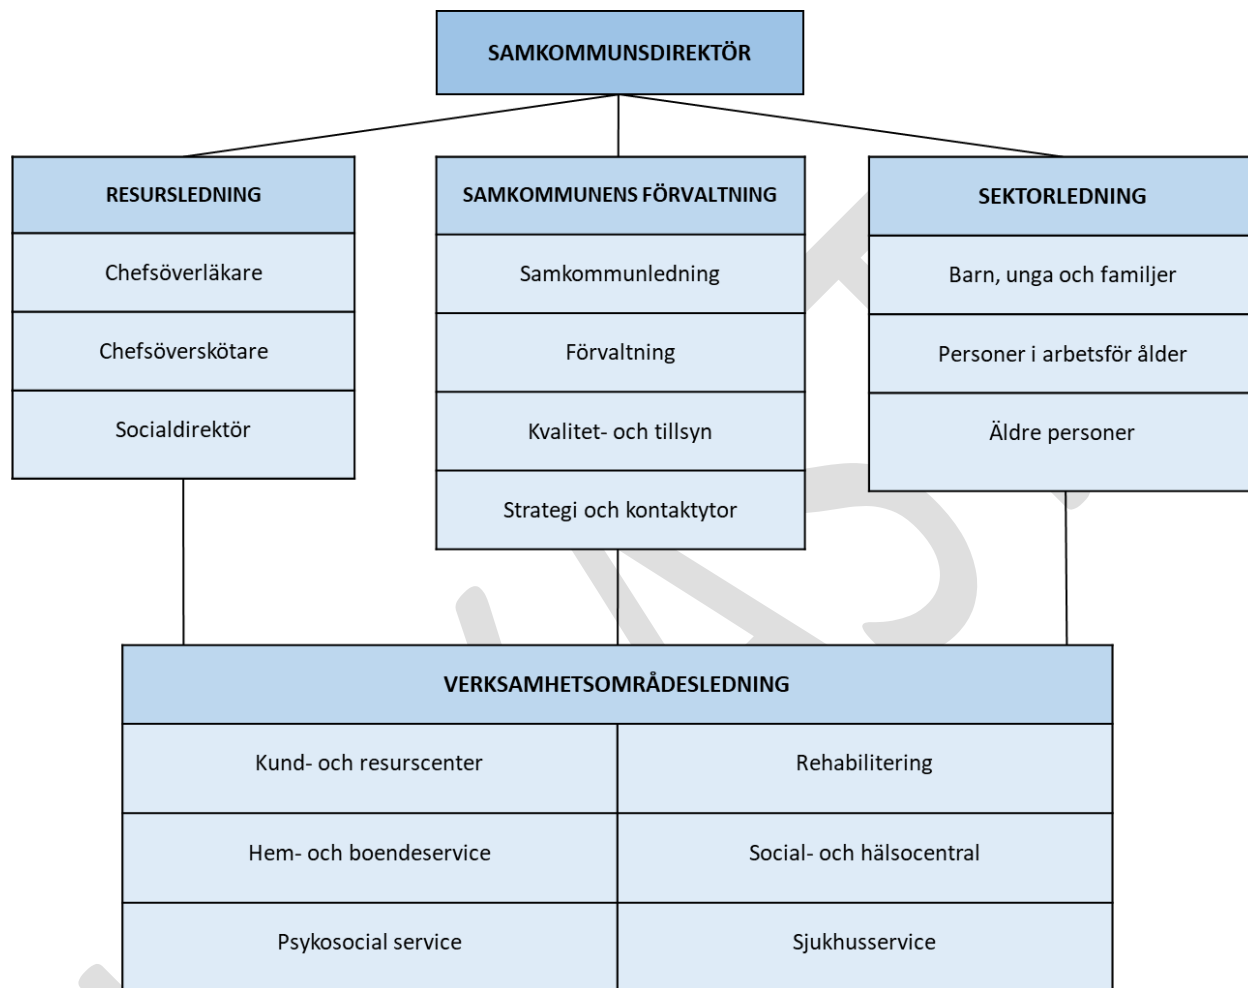 SAMKOMMUNSDIREKTÖR
RESURSLEDNING
Chefsöverläkare
Chefsöverskötare
Socialdirektör
SAMKOMMUNENS FÖRVALTNING
Samkommunledning
Förvaltning
Kvalitet- och tillsyn
Strategi och kontaktytor
SEKTORLEDNING
Barn, unga och familjer
Personer i arbetsför ålder
Äldre personer
VERKSAMHETSOMRÅDESLEDNING
Kund- och resurscenter
Rehabilitering
Hem- och boendeservice
Social- och hälsocentral
Psykosocial service
Sjukhusservice